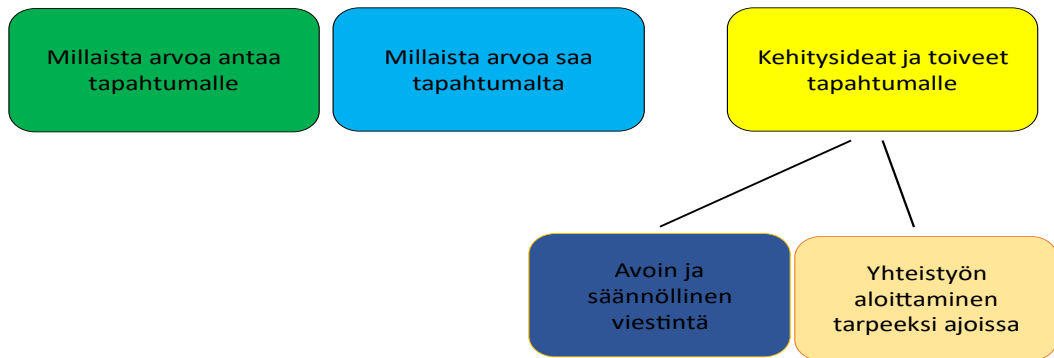 Millaista arvoa antaa
tapahtumalle
Millaista arvoa saa
tapahtumalta
Kehitysideat ja toiveet
tapahtumalle
Avoin ja
säännöllinen
viestintä
Yhteistyön
aloittaminen
tarpeeksi ajoissa